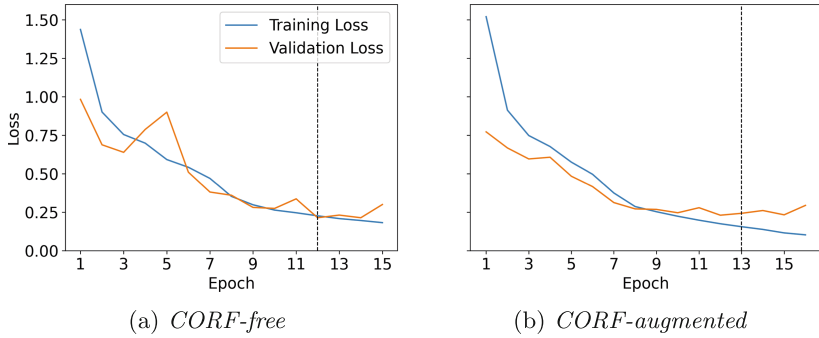 1.50
1.25
1.00
0.75
0.50
0.25
0.00
Loss
Training Loss
Validation Loss
1 3 5 7 9 11 13 15
Epoch
1 3 5 7 9 11 13 15
Epoch
(a) CORF-free
(b) CORF-augmented